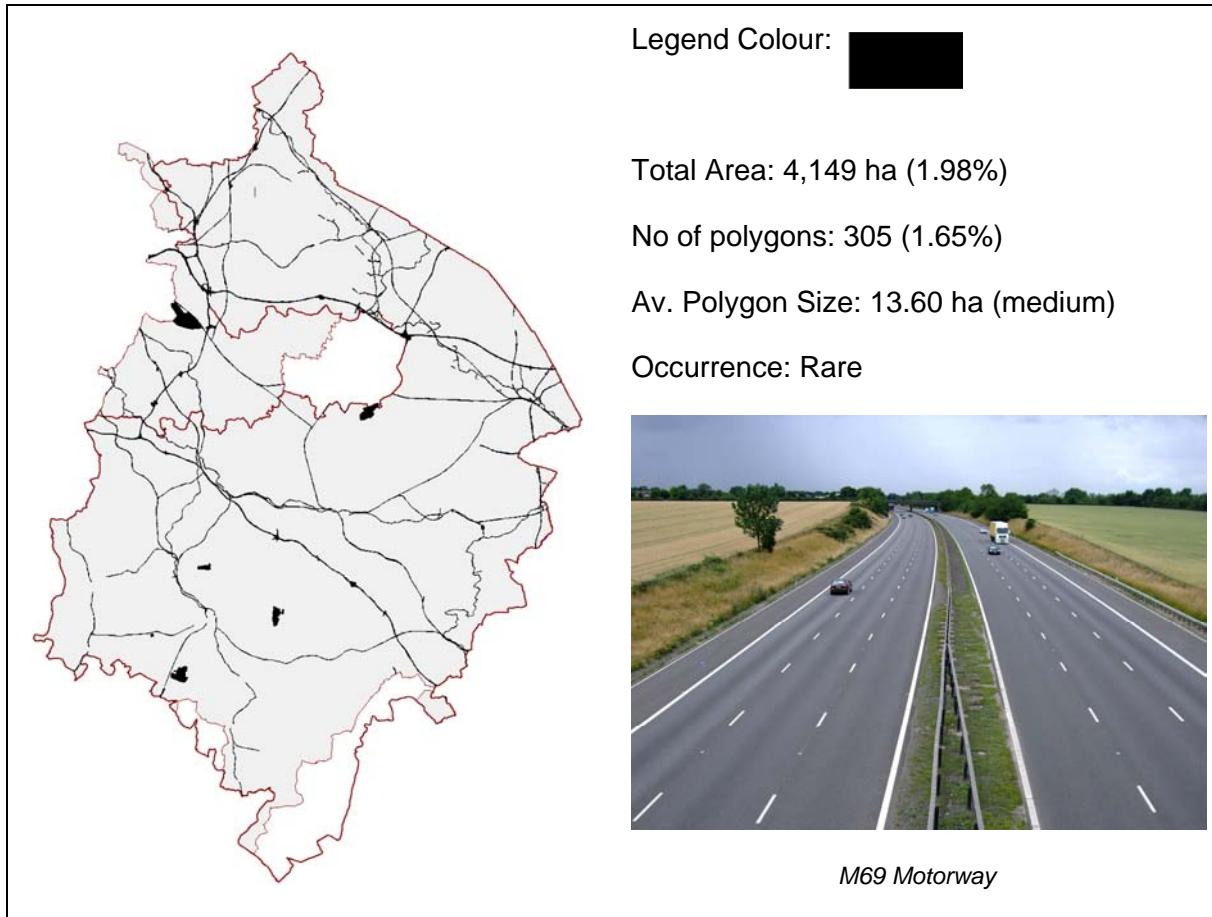 Legend Colour:
Total Area: 4,149 ha (1.98%)
No of polygons: 305 (1.65%)
Av. Polygon Size: 13.60 ha (medium)
Occurrence: Rare
M69 Motorway